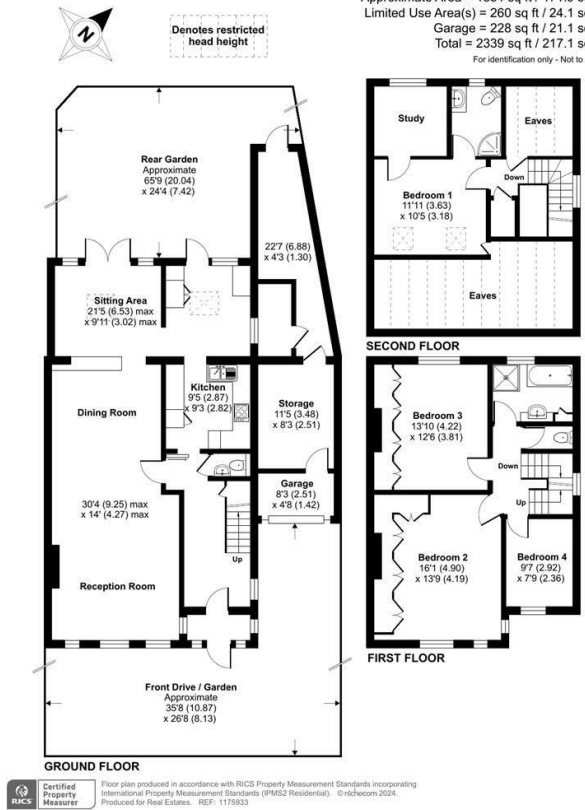 N
Denotes restricted
head height
Limited Use Area(s) = 260 sq ft / 24.1
Garage = 228 sq ft / 21.1
Total = 2339 sq ft / 217.1
For identification only - Not to
Rear Garden
Approximate
65'9 (20.04)
x 24'4 (7.42)
22'7 (6.88)
x 4'3 (1.30)
Sitting Area
21'5 (6.53) max
x 9'11 (3.02) max
Kitchen
9'5 (2.87)
x 9'3 (2.82)
Dining Room
Storage
11'5 (3.48)
x 8'3 (2.51)
Garage
8'3 (2.51)
x 4'8 (1.42)
30'4 (9.25) max
x 14' (4.27) max
Up
Reception Room
Front Drive / Garden
Approximate
35'8 (10.87)
x 26'8 (8.13)
GROUND FLOOR
Study
Eaves
Down
Bedroom 1
11'11 (3.63)
x 10'5 (3.18)
Eaves
SECOND FLOOR
Bedroom 3
13'10 (4.22)
x 12'6 (3.81)
Down
Up
Bedroom 2
16'1 (4.90)
x 13'9 (4.19)
Bedroom 4
9'7 (2.92)
x 7'9 (2.36)
FIRST FLOOR
RICS
Certified
Property
Measurer
Floor plan produced in accordance with RICS Property Measurement Standards incorporating
International Property Measurement Standards (IPMS2 Residential). © nichecom 2024.
Produced for Real Estates. REF: 1175933